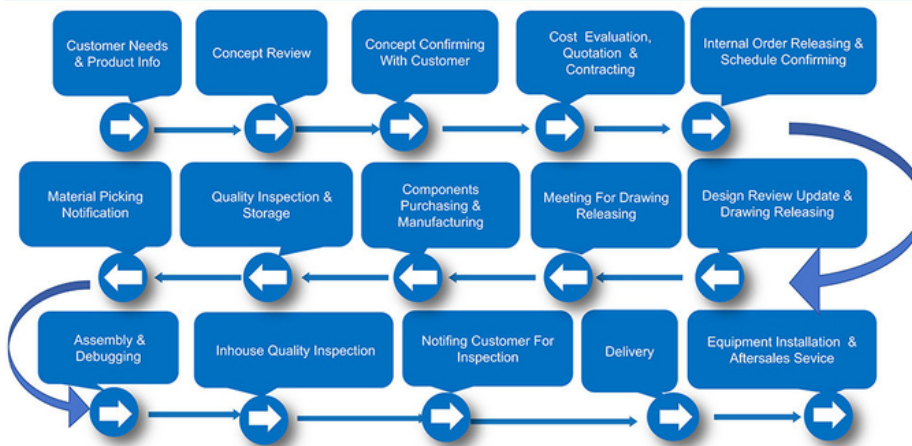 Customer Needs
& Product Info
Concept Review
Concept Confirming
With Customer
Cost Evaluation,
Quotation &
Contracting
Internal Order Releasing &
Schedule Confirming
Material Picking
Notification
Quality Inspection &
Storage
Components
Purchasing &
Manufacturing
Meeting For Drawing
Releasing
Design Review Update &
Drawing Releasing
Assembly &
Debugging
Inhouse Quality Inspection
Notifing Customer For
Inspection
Delivery
Equipment Installation &
Aftersales Sevice